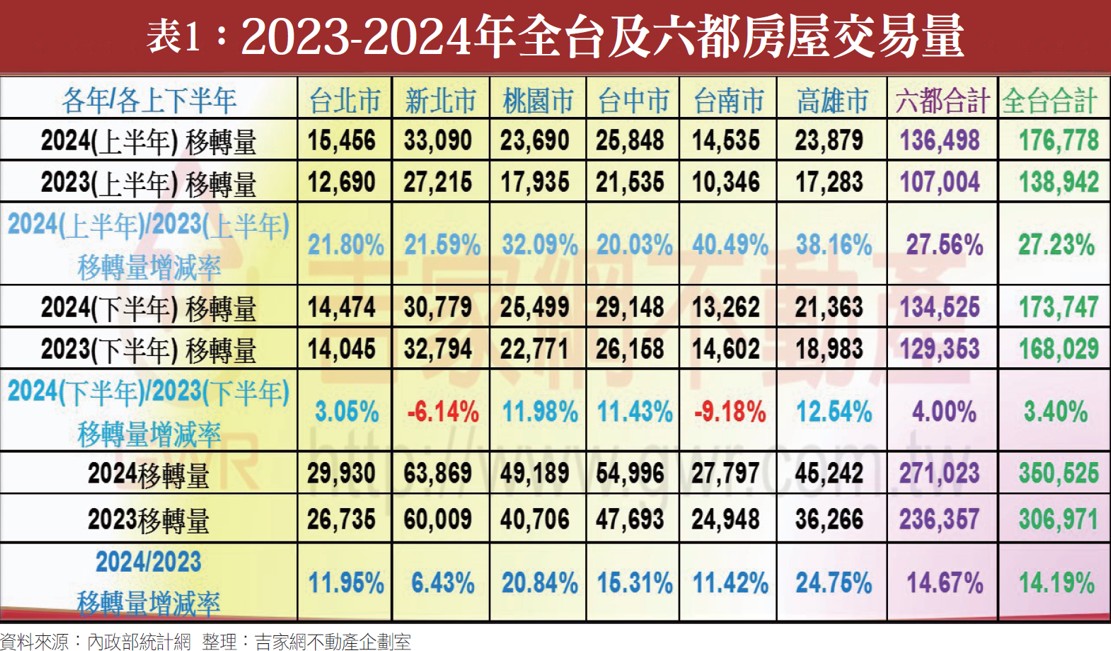 表1：2023-2024年全台及六都房屋交易量
各年/各上下半年 台北市 新北市 桃園市 台中市 台南市 高雄市 六都合計 全台合計
2024(上半年) 移轉量 15,456 33,090 23,690 25,848 14,535 23,879 136,498 176,778
2023(上半年) 移轉量 12,690 27,215 17,935 21,535 10,346 17,283 107,004 138,942
2024(上半年)/2023(上半年)
移轉量增減率 21.80% 21.59% 32.09% 20.03% 40.49% 38.16% 27.56% 27.23%
2024(下半年) 移轉量 14,474 30,779 25,499 29,148 13,262 21,363 134,525 173,747
2023(下半年) 移轉量 14,045 32,794 22,771 26,158 14,602 18,983 129,353 168,029
2024(下半年)/2023(下半年)
移轉量增減率 3.05% -6.14% 11.98% 11.43% -9.18% 12.54% 4.00% 3.40%
2024移轉量 29,930 63,869 49,189 54,996 27,797 45,242 271,023 350,525
2023移轉量 26,735 60,009 40,706 47,693 24,948 36,266 236,357 306,971
2024/2023
移轉量增減率 11.95% 6.43% 20.84% 15.31% 11.42% 24.75% 14.67% 14.19%
吉家網不動產
GWR http://www.gwr.com.tw
資料來源：內政部統計網 整理：吉家網不動產企劃室